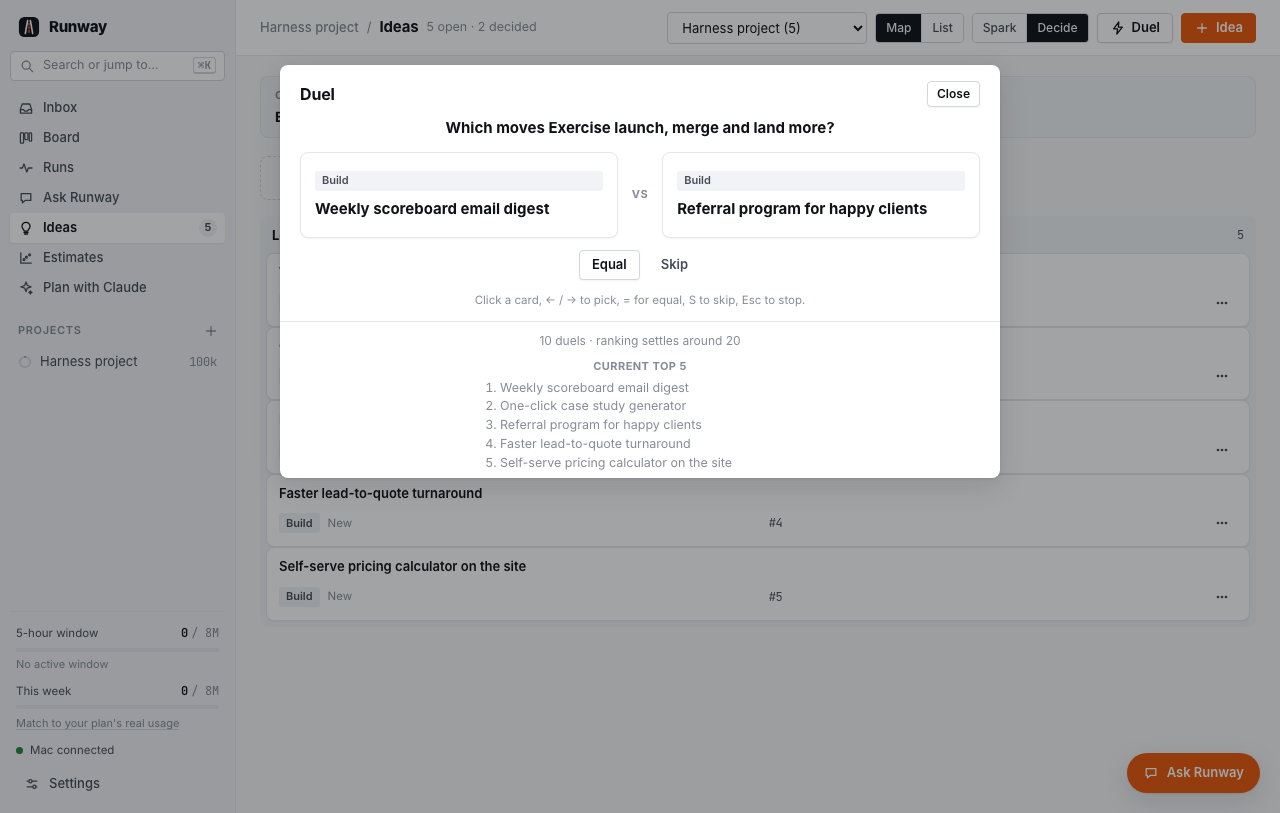 Runway
Search or jump to... ⌘K
Inbox
Board
Runs
Ask Runway
Ideas 5
Estimates
Plan with Claude
PROJECTS
Harness project 100k
5-hour window 0 / 8M
No active window
This week 0 / 8M
Match to your plan's real usage
Mac connected
Settings
Harness project / Ideas 5 open · 2 decided
Harness project (5)
Map List
Spark Decide
Duel
Idea
Duel
Close
Which moves Exercise launch, merge and land more?
Build
Weekly scoreboard email digest
VS
Build
Referral program for happy clients
Equal Skip
Click a card, ← / → to pick, = for equal, S to skip, Esc to stop.
10 duels · ranking settles around 20
CURRENT TOP 5
1. Weekly scoreboard email digest
2. One-click case study generator
3. Referral program for happy clients
4. Faster lead-to-quote turnaround
5. Self-serve pricing calculator on the site
5
Faster lead-to-quote turnaround
Build New #4
Self-serve pricing calculator on the site
Build New #5
Ask Runway